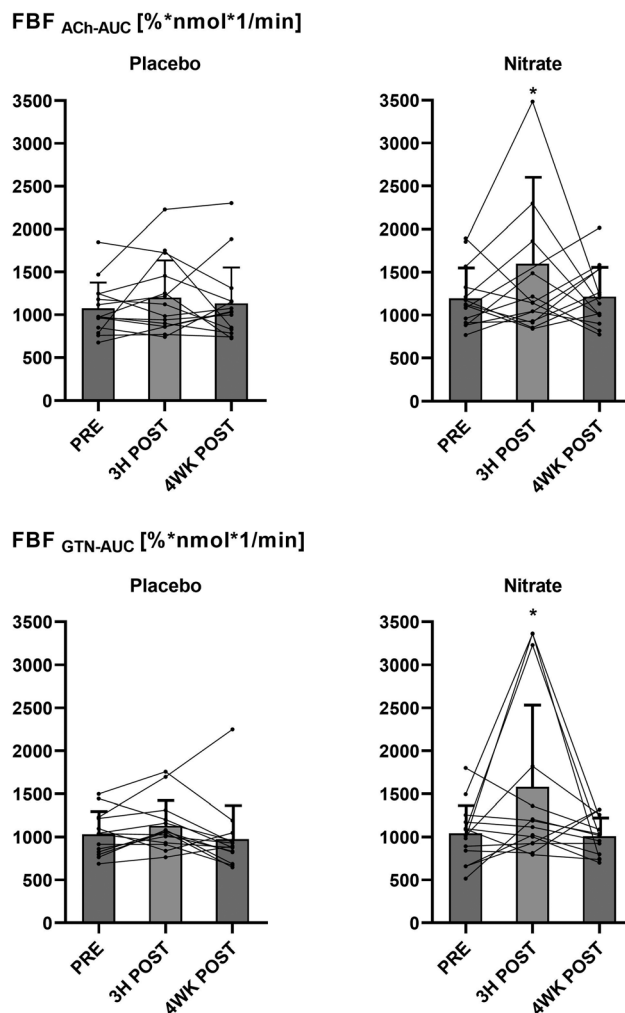 FBF ACh-AUC [%*nmol*1/min]
Placebo
3500
3000
2500
2000
1500
1000
500
0
PRE
3H POST
4WK POST
Nitrate
*
3500
3000
2500
2000
1500
1000
500
0
PRE
3H POST
4WK POST
FBF GTN-AUC [%*nmol*1/min]
Placebo
3500
3000
2500
2000
1500
1000
500
0
PRE
3H POST
4WK POST
Nitrate
*
3500
3000
2500
2000
1500
1000
500
0
PRE
3H POST
4WK POST